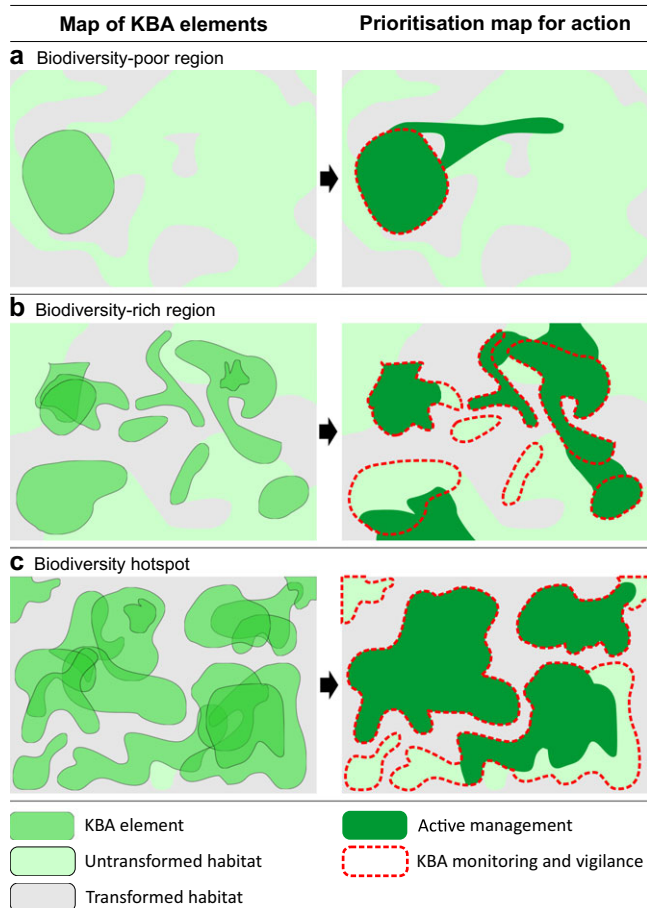 Map of KBA elements Prioritisation map for action
a Biodiversity-poor region
b Biodiversity-rich region
c Biodiversity hotspot
KBA element Active management
Untransformed habitat KBA monitoring and vigilance
Transformed habitat